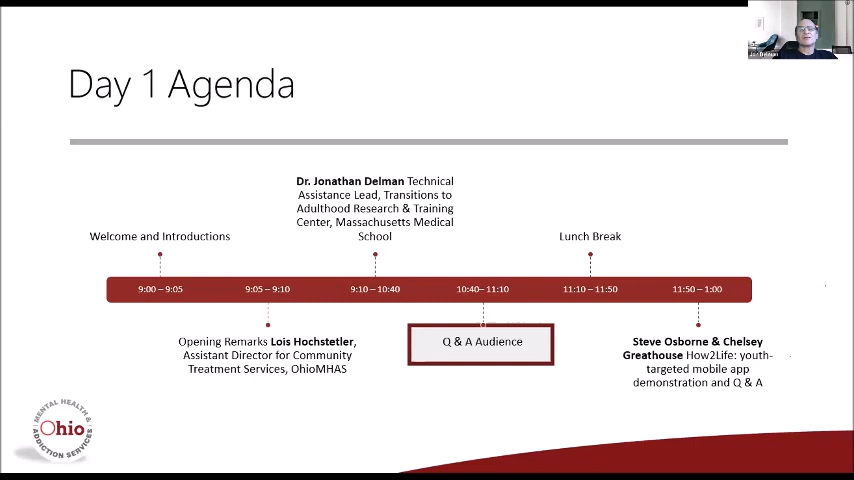 Jon Delman
Day 1 Agenda
Dr. Jonathan Delman Technical
Assistance Lead, Transitions to
Adulthood Research & Training
Center, Massachusetts Medical
School
Welcome and Introductions
Lunch Break
9:00 – 9:05
9:05 – 9:10
9:10 – 10:40
10:40 – 11:10
11:10 – 11:50
11:50 – 1:00
Opening Remarks Lois Hochstetler,
Assistant Director for Community
Treatment Services, OhioMHAS
Q & A Audience
Steve Osborne & Chelsey
Greathouse How2Life: youth-
targeted mobile app
demonstration and Q & A
MENTAL HEALTH &
Ohio
ADDICTION SERVICES